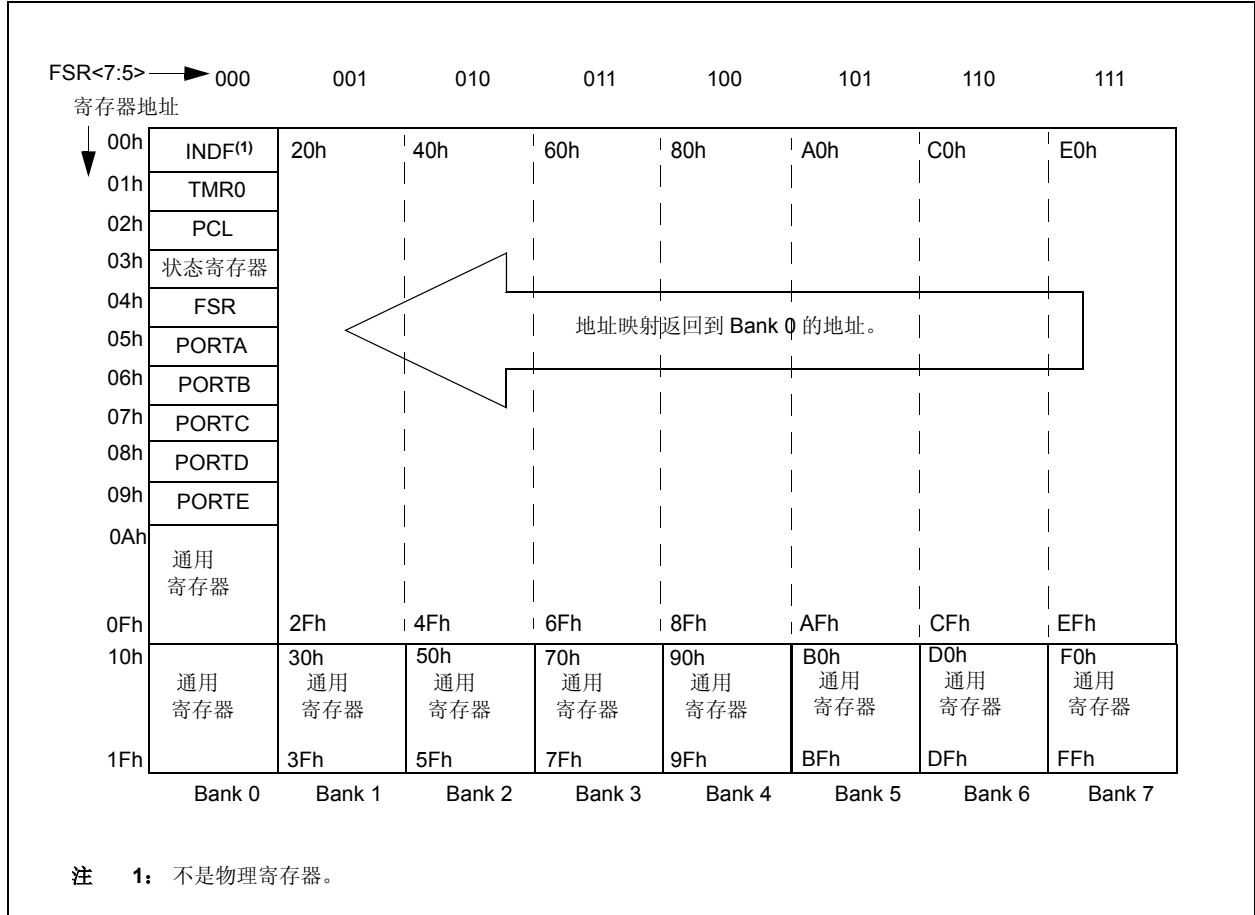 FSR<7:5> 000 001 010 011 100 101 110 111
寄存器地址
00h INDF(1) 20h 40h 60h 80h A0h C0h E0h
01h TMR0
02h PCL
03h 状态寄存器
04h FSR
地址映射返回到 Bank 0 的地址。
05h PORTA
06h PORTB
07h PORTC
08h PORTD
09h PORTE
0Ah
通用
寄存器
0Fh 2Fh 4Fh 6Fh 8Fh AFh CFh EFh
10h 30h 50h 70h 90h B0h D0h F0h
通用 通用 通用 通用 通用 通用 通用 通用
寄存器 寄存器 寄存器 寄存器 寄存器 寄存器 寄存器 寄存器
1Fh 3Fh 5Fh 7Fh 9Fh BFh DFh FFh
Bank 0 Bank 1 Bank 2 Bank 3 Bank 4 Bank 5 Bank 6 Bank 7
注 1： 不是物理寄存器。